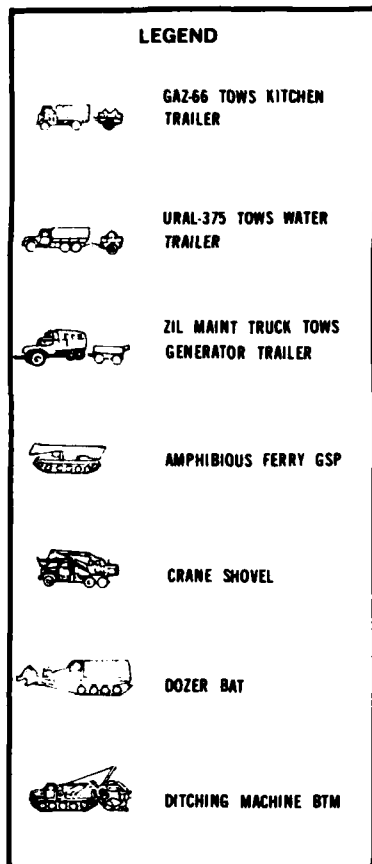 LEGEND
GAZ-66 TOWS KITCHEN
TRAILER
URAL-375 TOWS WATER
TRAILER
ZIL MAINT TRUCK TOWS
GENERATOR TRAILER
AMPHIBIOUS FERRY GSP
CRANE SHOVEL
DOZER BAT
DITCHING MACHINE BTM